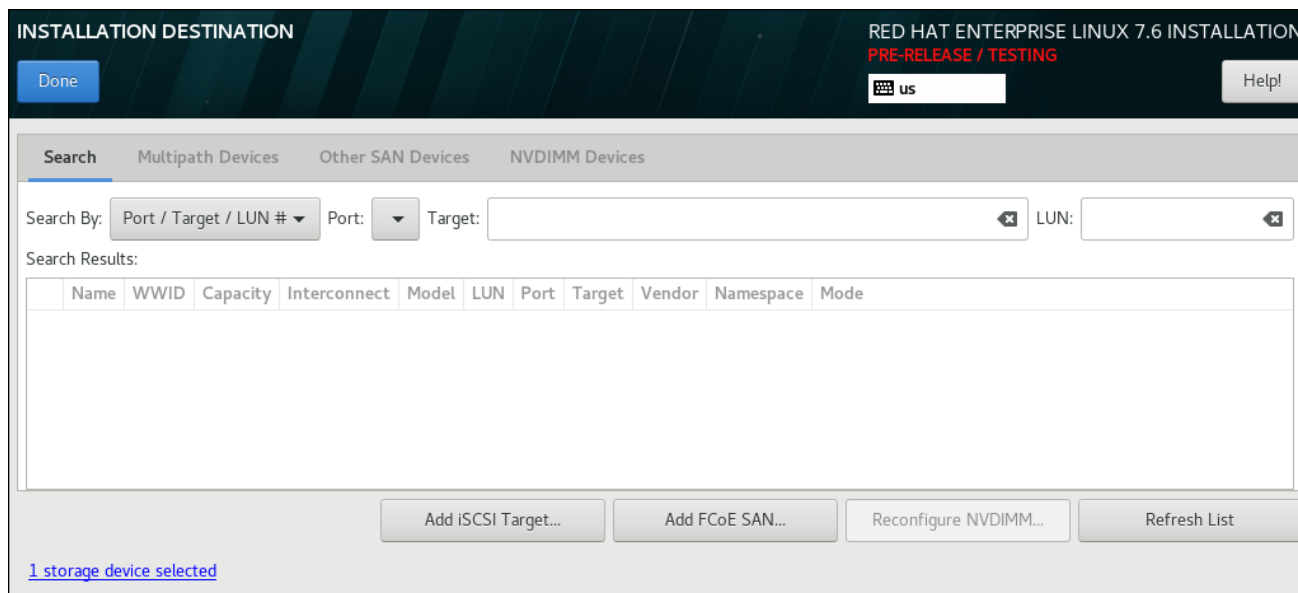 INSTALLATION DESTINATION
RED HAT ENTERPRISE LINUX 7.6 INSTALLATION
PRE-RELEASE / TESTING
Done
us
Help!
Search Multipath Devices Other SAN Devices NVDIMM Devices
Search By: Port / Target / LUN # Port: Target: LUN:
Search Results:
Name WWID Capacity Interconnect Model LUN Port Target Vendor Namespace Mode
Add iSCSI Target... Add FCoE SAN... Reconfigure NVDIMM... Refresh List
1 storage device selected